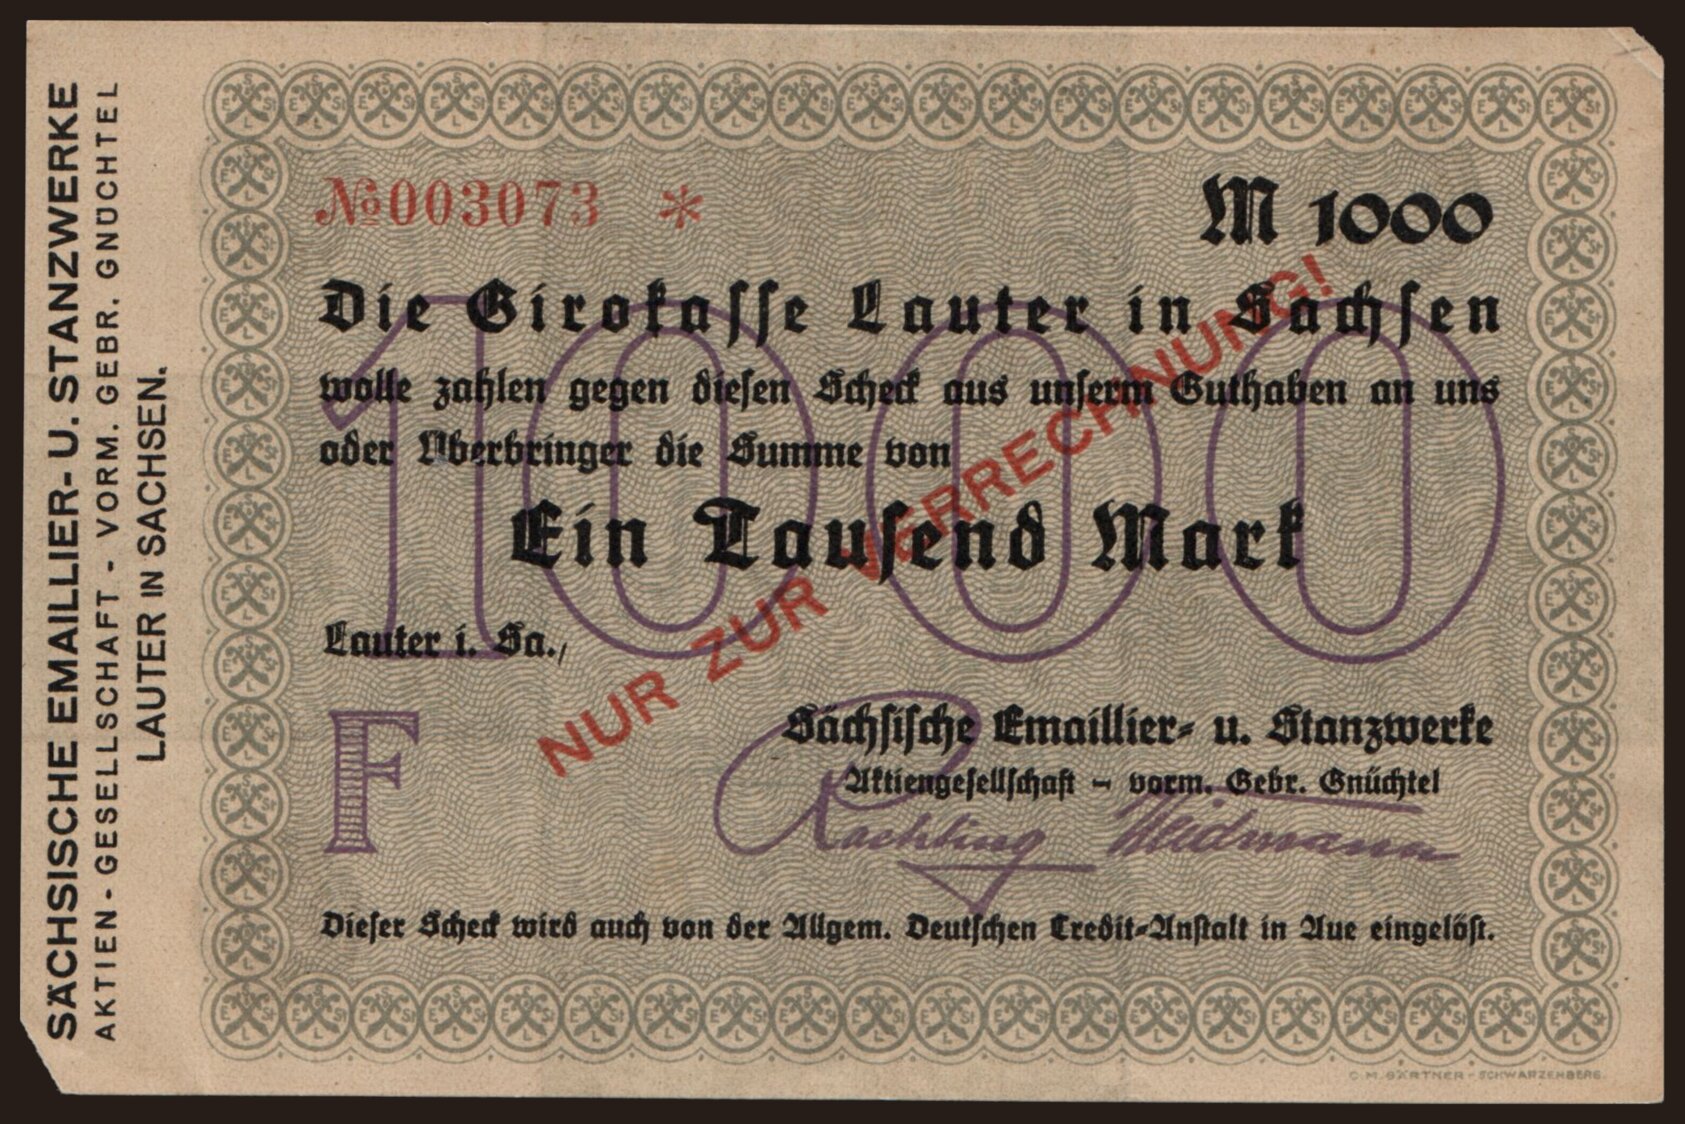 SÄCHSISCHE EMAILLIER- U. STANZWERKE
AKTIEN-GESELLSCHAFT - VORM. GEBR. GNÜCHTEL
LAUTER IN SACHSEN.
№003073 *
M 1000
Die Girokasse Lauter in Sachsen
wolle zahlen gegen diesen Scheck aus unserm Guthaben an uns
oder Überbringer die Summe von
Ein Tausend Mark
1000
NUR ZUR VERRECHNUNG!
Lauter i. Sa.,
F
Sächsische Emaillier- u. Stanzwerke
Aktiengesellschaft – vorm. Gebr. Gnüchtel
Weidmann
Dieser Scheck wird auch von der Allgem. Deutschen Credit-Anstalt in Aue eingelöst.
C. M. GÄRTNER - SCHWARZENBERG.